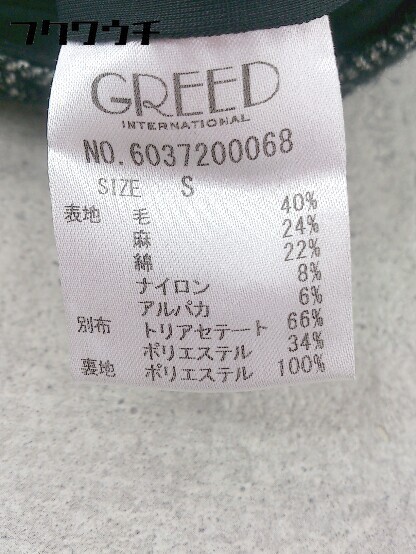 フクウウチ
GREED
INTERNATIONAL
NO.6037200068
SIZE S
表地 毛 40%
麻 24%
綿 22%
ナイロン 8%
アルパカ 6%
別布 トリアセテート 66%
ポリエステル 34%
裏地 ポリエステル 100%